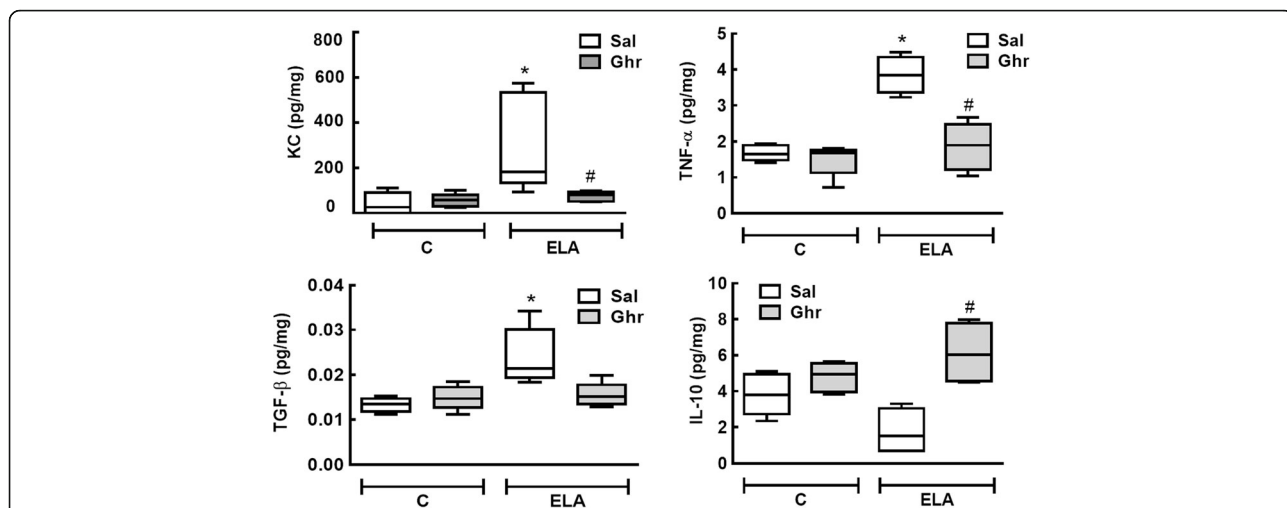 800
600
400
200
0
KC (pg/mg)
Sal
Ghr
*
#
C
ELA
5
4
3
2
1
0
TNF-α (pg/mg)
Sal
Ghr
*
#
C
ELA
0.04
0.03
0.02
0.01
0.00
TGF-β (pg/mg)
Sal
Ghr
*
C
ELA
10
8
6
4
2
0
IL-10 (pg/mg)
Sal
Ghr
#
C
ELA